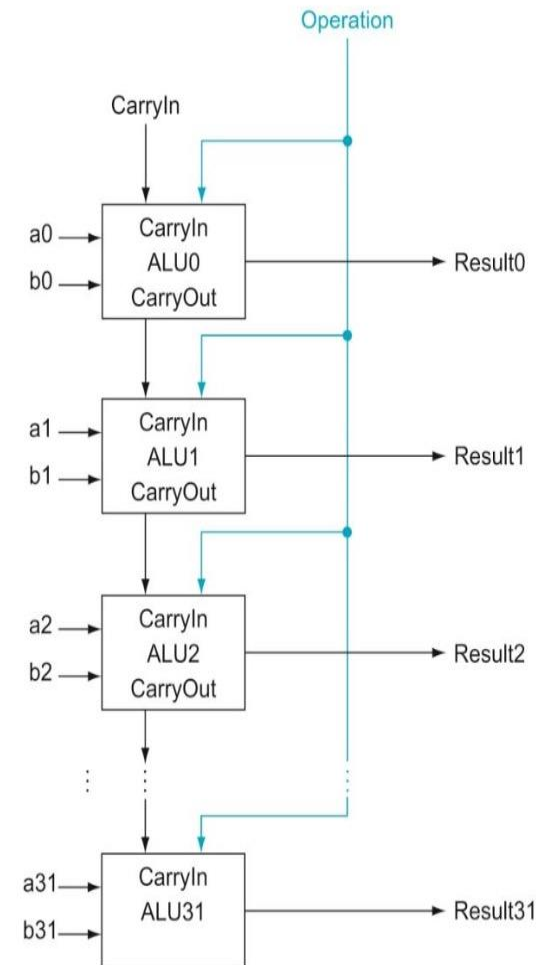 Operation
CarryIn
a0
b0
CarryIn
ALU0
CarryOut
Result0
a1
b1
CarryIn
ALU1
CarryOut
Result1
a2
b2
CarryIn
ALU2
CarryOut
Result2
a31
b31
CarryIn
ALU31
Result31